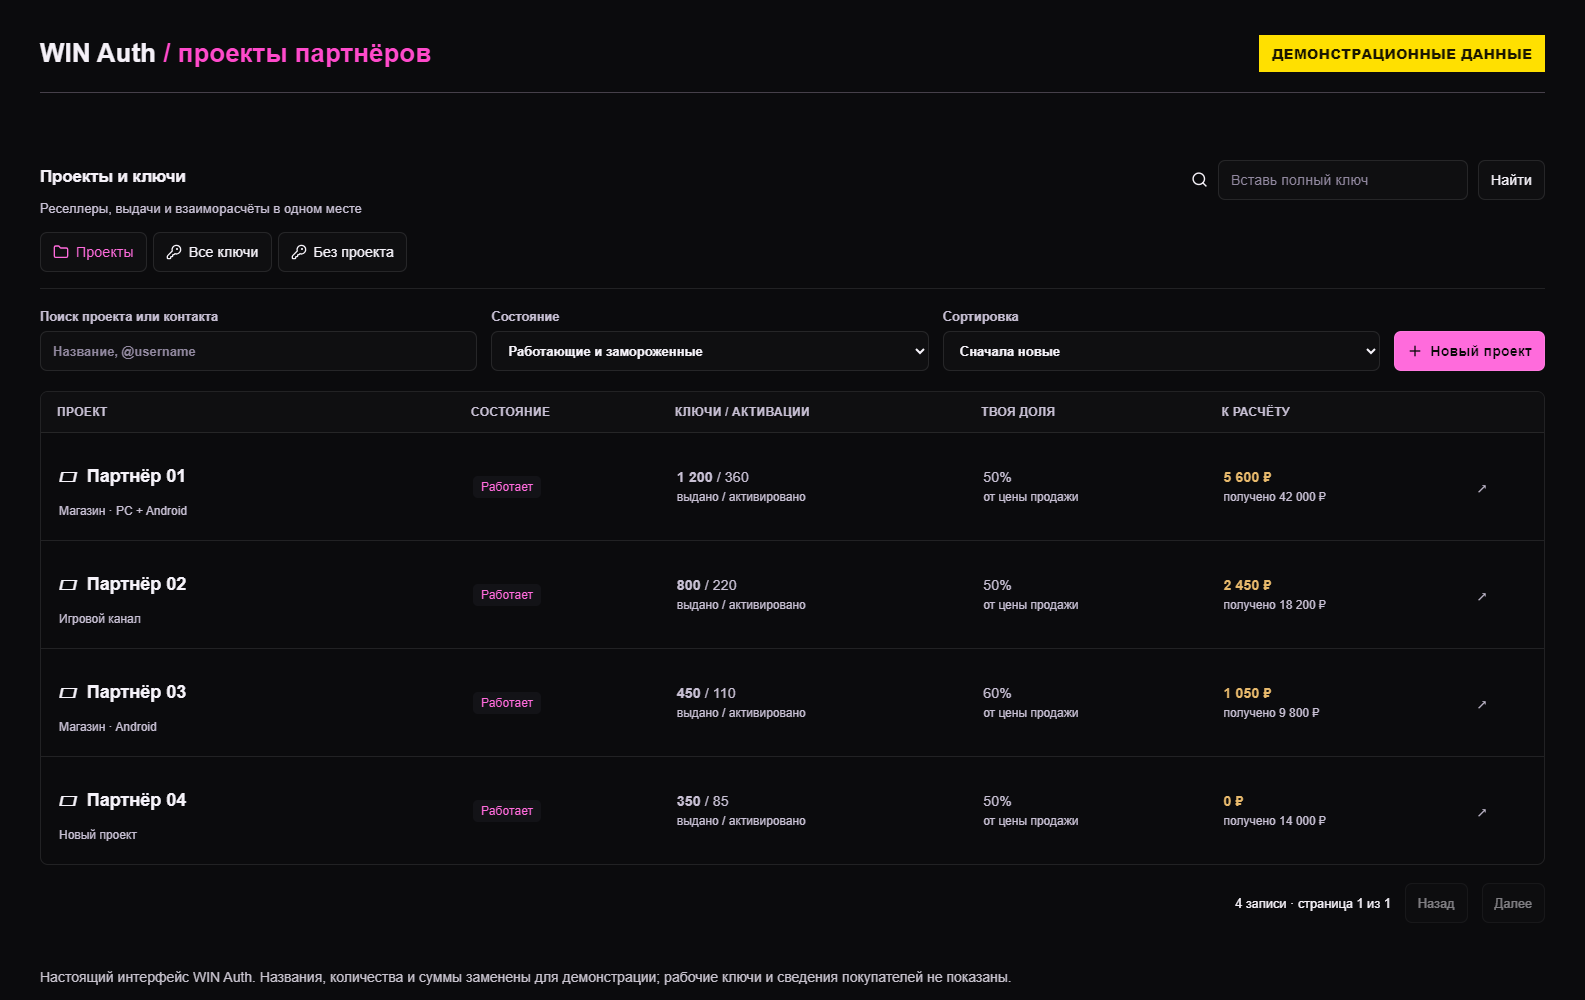 WIN Auth / проекты партнёров
ДЕМОНСТРАЦИОННЫЕ ДАННЫЕ
Проекты и ключи
Реселлеры, выдачи и взаиморасчёты в одном месте
Вставь полный ключ
Найти
Проекты
Все ключи
Без проекта
Поиск проекта или контакта
Состояние
Сортировка
Название, @username
Работающие и замороженные
Сначала новые
+ Новый проект
ПРОЕКТ СОСТОЯНИЕ КЛЮЧИ / АКТИВАЦИИ ТВОЯ ДОЛЯ К РАСЧЁТУ
Партнёр 01
Магазин · PC + Android
Работает
1 200 / 360
выдано / активировано
50%
от цены продажи
5 600 ₽
получено 42 000 ₽
↗
Партнёр 02
Игровой канал
Работает
800 / 220
выдано / активировано
50%
от цены продажи
2 450 ₽
получено 18 200 ₽
↗
Партнёр 03
Магазин · Android
Работает
450 / 110
выдано / активировано
60%
от цены продажи
1 050 ₽
получено 9 800 ₽
↗
Партнёр 04
Новый проект
Работает
350 / 85
выдано / активировано
50%
от цены продажи
0 ₽
получено 14 000 ₽
↗
4 записи · страница 1 из 1
Назад
Далее
Настоящий интерфейс WIN Auth. Названия, количества и суммы заменены для демонстрации; рабочие ключи и сведения покупателей не показаны.